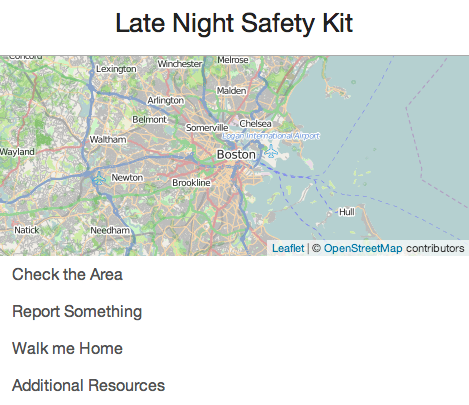 Late Night Safety Kit
Concord
Lexington
Winchester
Melrose
Malden
Arlington
Belmont
Somerville
Chelsea
Logan International Airport
Waltham
Wayland
Boston
Newton
Brookline
Hull
Natick
Needham
Leaflet | © OpenStreetMap contributors
Check the Area
Report Something
Walk me Home
Additional Resources